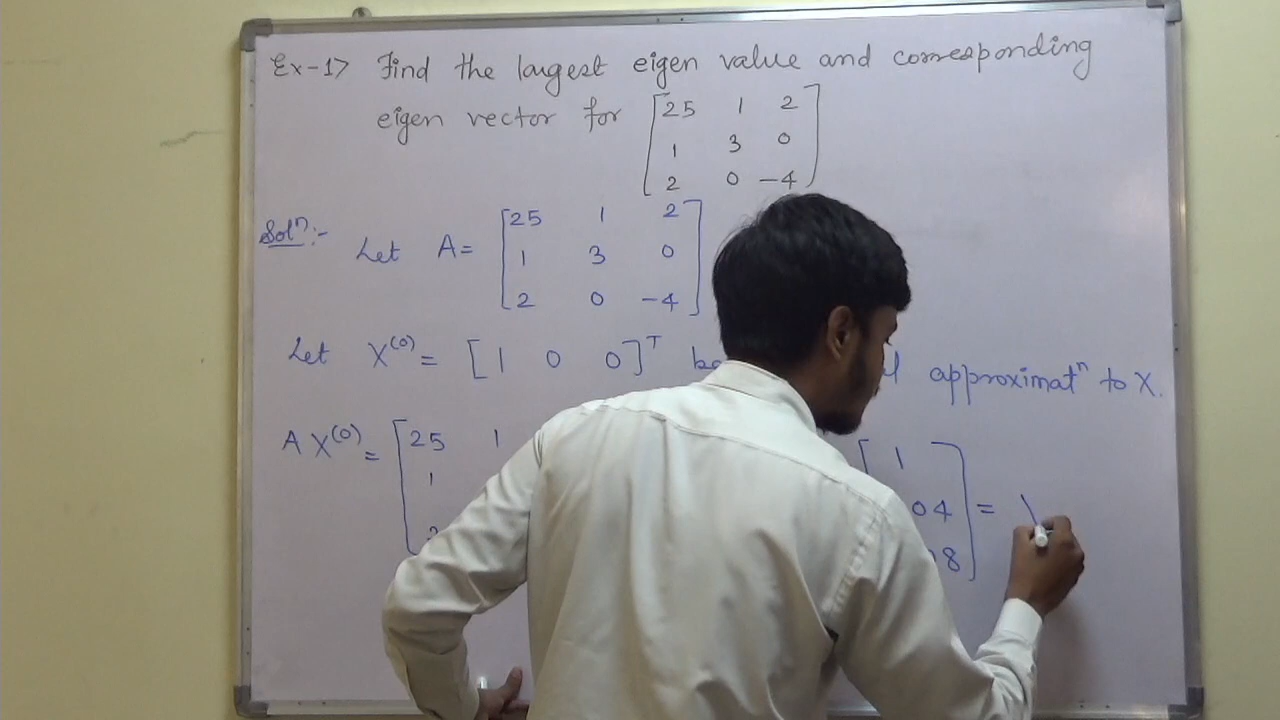 Ex-1> Find the largest eigen value and corresponding
eigen vector for [25 1 2
1 3 0
2 0 -4]
Solⁿ:- Let A= [25 1 2
1 3 0
2 0 -4]
Let X⁽⁰⁾ = [1 0 0]ᵀ be approximatⁿ to X.
A X⁽⁰⁾ = [25 1 [1
1 04 ] =
8